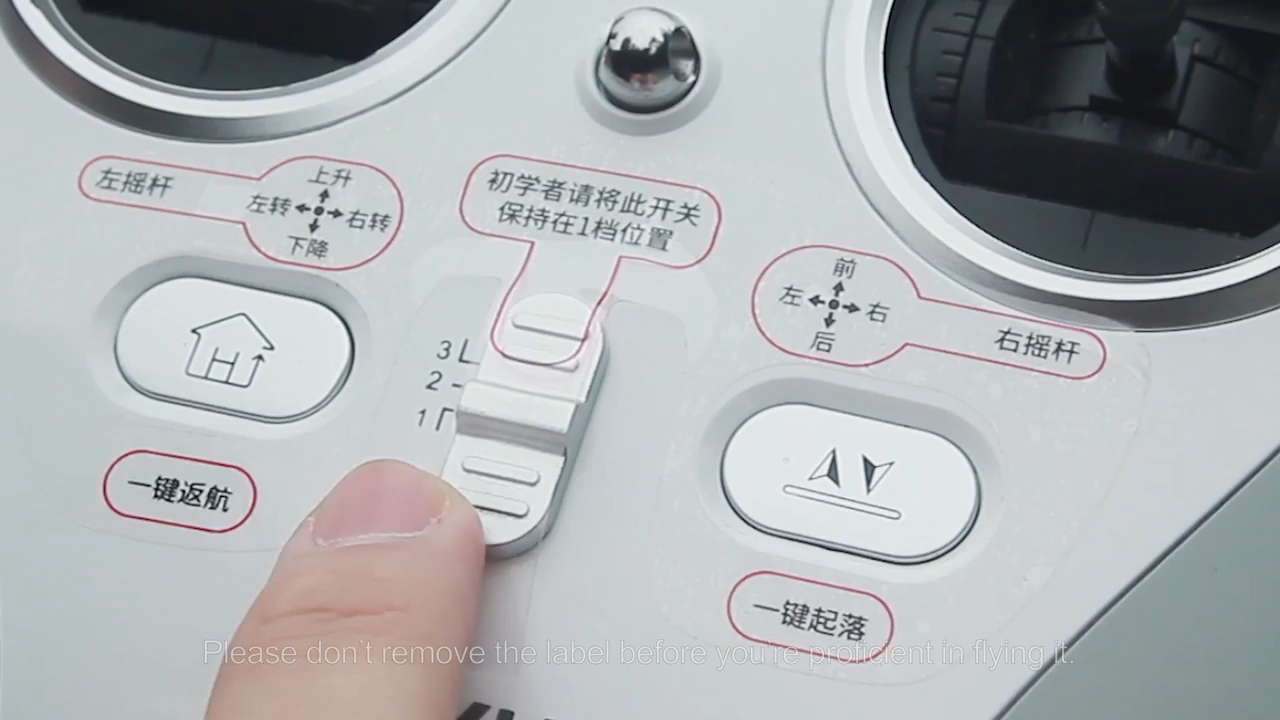 左摇杆
上升
左转 右转
下降
初学者请将此开关
保持在1档位置
前
左 右
后
右摇杆
3
2
1
一键返航
一键起落
Please don't remove the label before you're proficient in flying it.